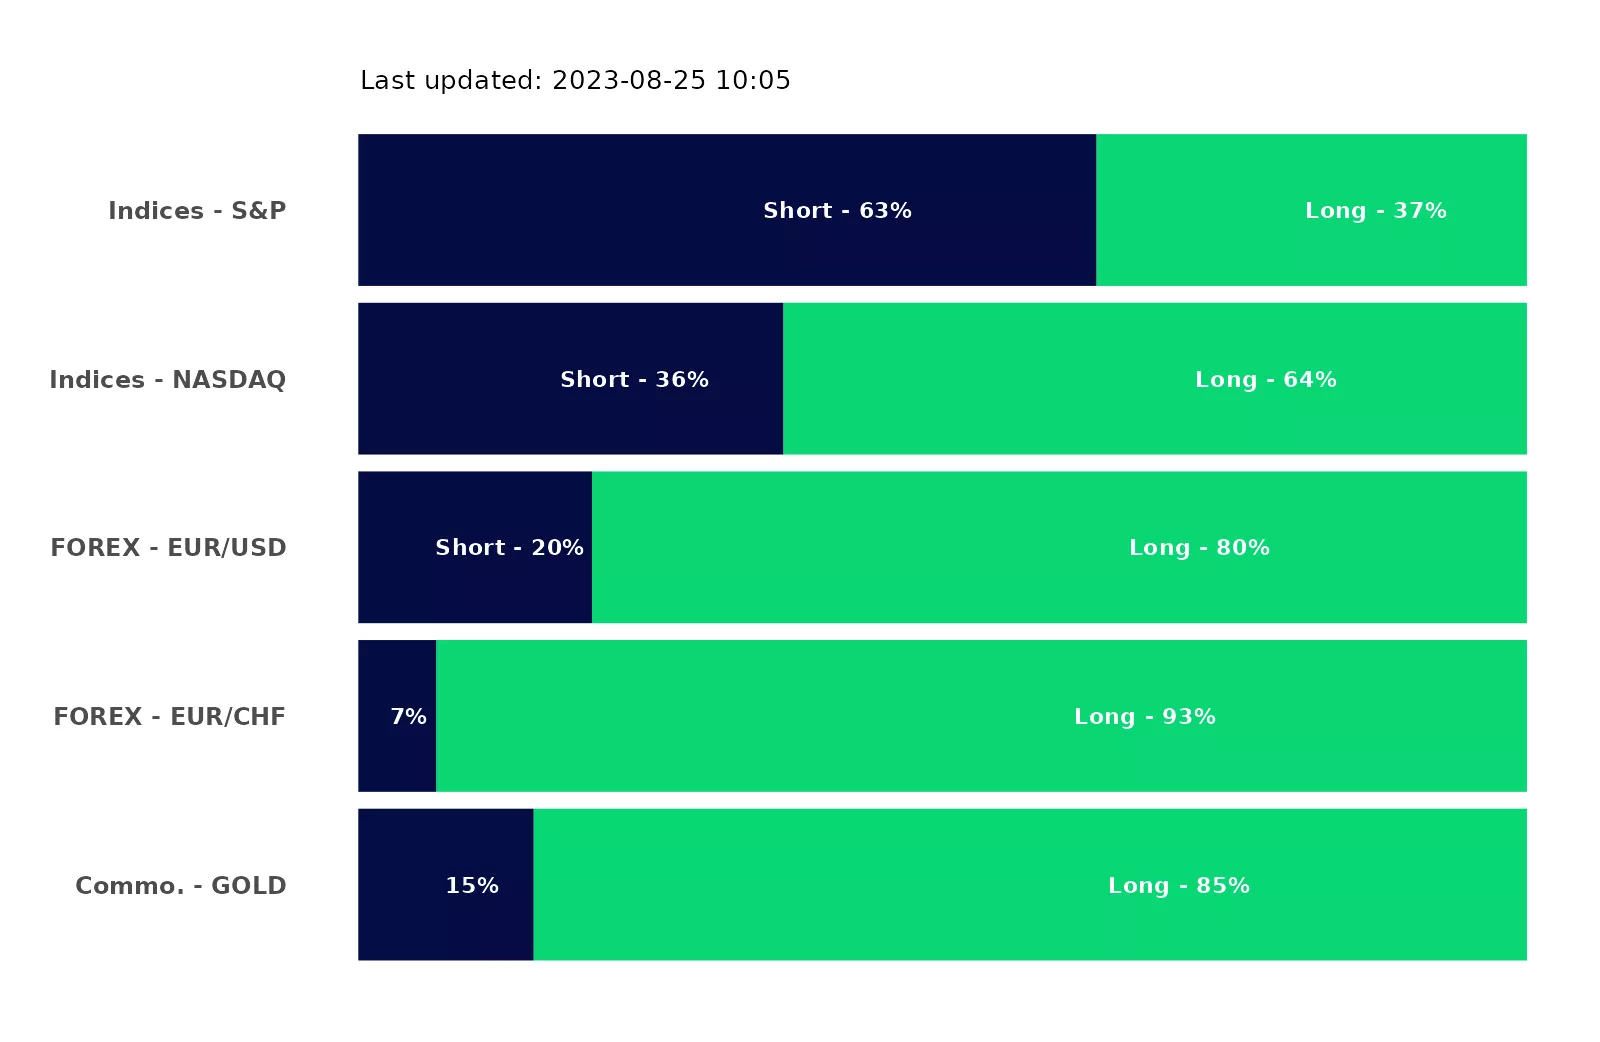 Last updated: 2023-08-25 10:05
Indices - S&P Short - 63% Long - 37%
Indices - NASDAQ Short - 36% Long - 64%
FOREX - EUR/USD Short - 20% Long - 80%
FOREX - EUR/CHF 7% Long - 93%
Commo. - GOLD 15% Long - 85%